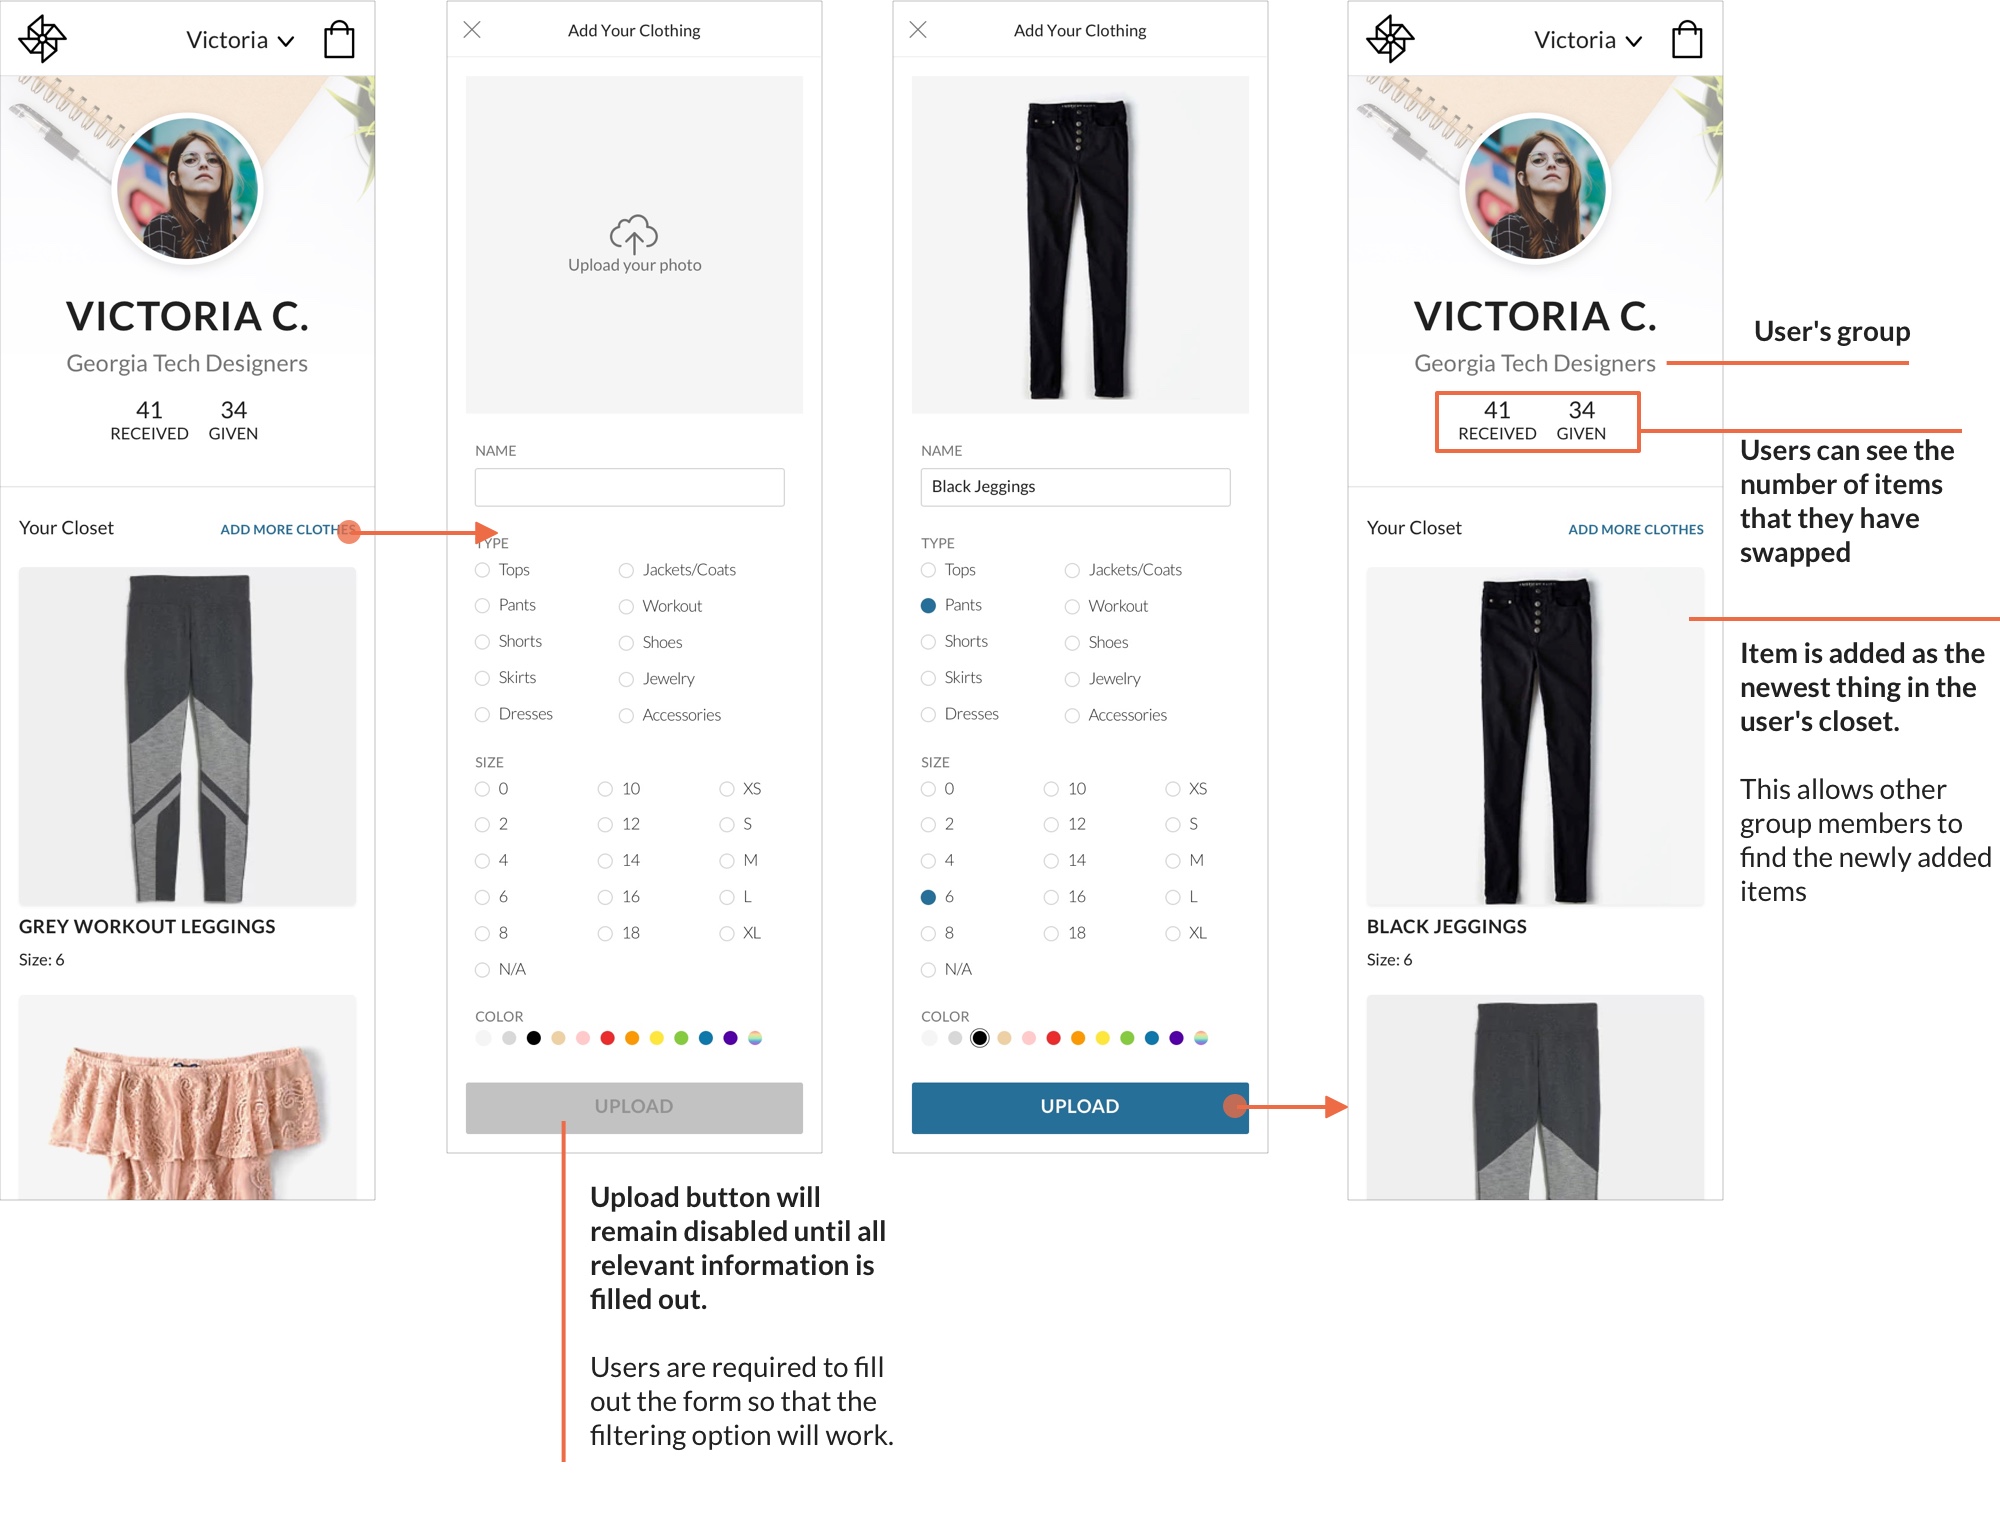 Victoria
VICTORIA C.
Georgia Tech Designers
41 34
RECEIVED GIVEN
Your Closet ADD MORE CLOTHES
GREY WORKOUT LEGGINGS
Size: 6
Add Your Clothing
Upload your photo
NAME
TYPE
Tops Jackets/Coats
Pants Workout
Shorts Shoes
Skirts Jewelry
Dresses Accessories
SIZE
0 10 XS
2 12 S
4 14 M
6 16 L
8 18 XL
N/A
COLOR
UPLOAD
Upload button will
remain disabled until all
relevant information is
filled out.
Users are required to fill
out the form so that the
filtering option will work.
Add Your Clothing
NAME
Black Jeggings
TYPE
Tops Jackets/Coats
Pants Workout
Shorts Shoes
Skirts Jewelry
Dresses Accessories
SIZE
0 10 XS
2 12 S
4 14 M
6 16 L
8 18 XL
N/A
COLOR
UPLOAD
Victoria
VICTORIA C.
Georgia Tech Designers
41 34
RECEIVED GIVEN
Your Closet ADD MORE CLOTHES
BLACK JEGGINGS
Size: 6
User's group
Users can see the
number of items
that they have
swapped
Item is added as the
newest thing in the
user's closet.
This allows other
group members to
find the newly added
items